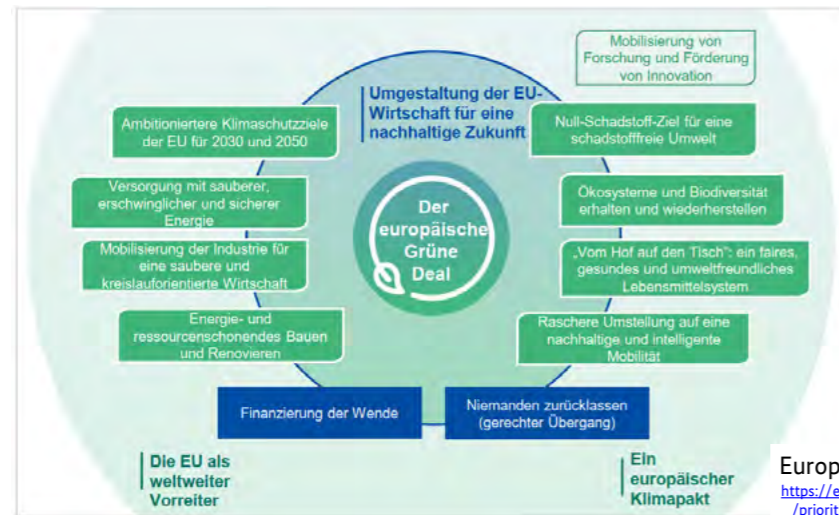 Mobilisierung von
Forschung und Förderung
von Innovation
Umgestaltung der EU-
Wirtschaft für eine
nachhaltige Zukunft
Ambitioniertere Klimaschutzziele
der EU für 2030 und 2050
Null-Schadstoff-Ziel für eine
schadstofffreie Umwelt
Versorgung mit sauberer,
erschwinglicher und sicherer
Energie
Ökosysteme und Biodiversität
erhalten und wiederherstellen
Der
europäische
Grüne
Deal
Mobilisierung der Industrie für
eine saubere und
kreislauforientierte Wirtschaft
„Vom Hof auf den Tisch“: ein faires,
gesundes und umweltfreundliches
Lebensmittelsystem
Energie- und
ressourcenschonendes Bauen
und Renovieren
Raschere Umstellung auf eine
nachhaltige und intelligente
Mobilität
Finanzierung der Wende
Niemanden zurücklassen
(gerechter Übergang)
Die EU als
weltweiter
Vorreiter
Ein
europäischer
Klimapakt
Europ
https://e
/priorit